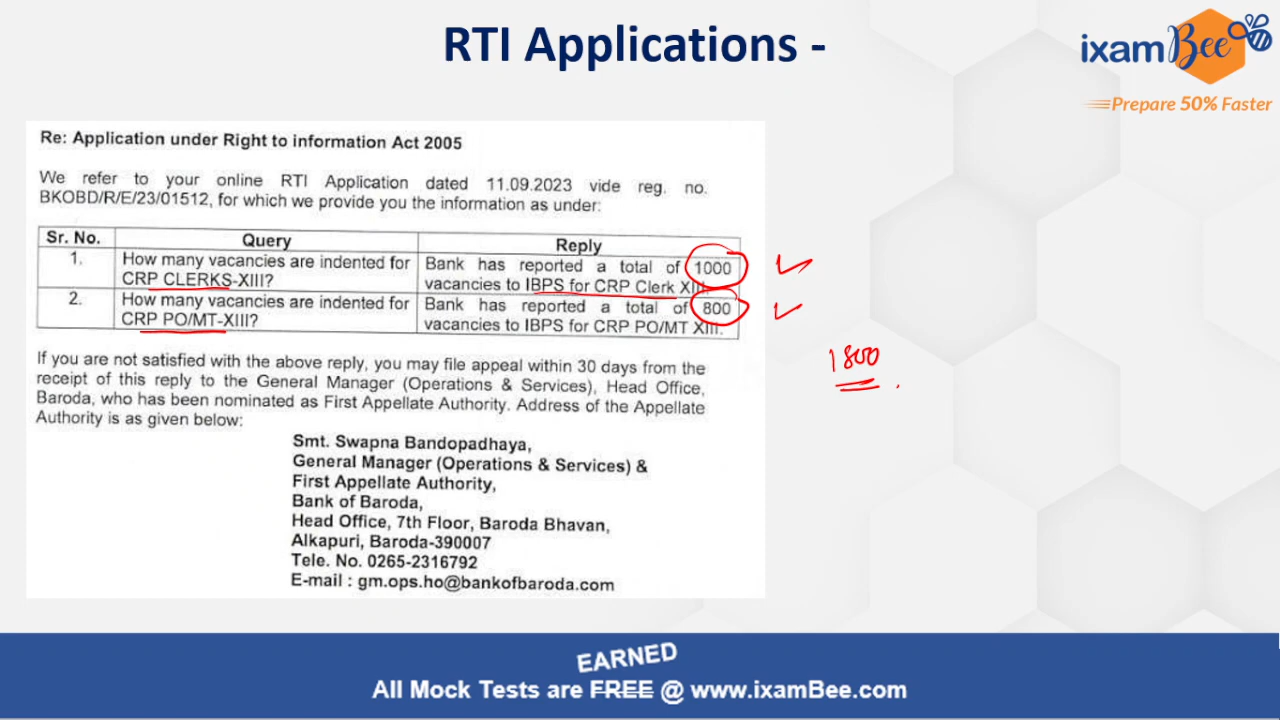 RTI Applications -
ixamBee
Prepare 50% Faster
Re: Application under Right to information Act 2005
We refer to your online RTI Application dated 11.09.2023 vide reg. no.
BKOBD/R/E/23/01512, for which we provide you the information as under:
Sr. No. Query Reply
1. How many vacancies are indented for Bank has reported a total of 1000
CRP CLERKS-XIII? vacancies to IBPS for CRP Clerk XIII.
2. How many vacancies are indented for Bank has reported a total of 800
CRP PO/MT-XIII? vacancies to IBPS for CRP PO/MT XIII.
1800
If you are not satisfied with the above reply, you may file appeal within 30 days from the
receipt of this reply to the General Manager (Operations & Services), Head Office,
Baroda, who has been nominated as First Appellate Authority. Address of the Appellate
Authority is as given below:
Smt. Swapna Bandopadhaya,
General Manager (Operations & Services) &
First Appellate Authority,
Bank of Baroda,
Head Office, 7th Floor, Baroda Bhavan,
Alkapuri, Baroda-390007
Tele. No. 0265-2316792
E-mail : gm.ops.ho@bankofbaroda.com
EARNED
All Mock Tests are FREE @ www.ixamBee.com